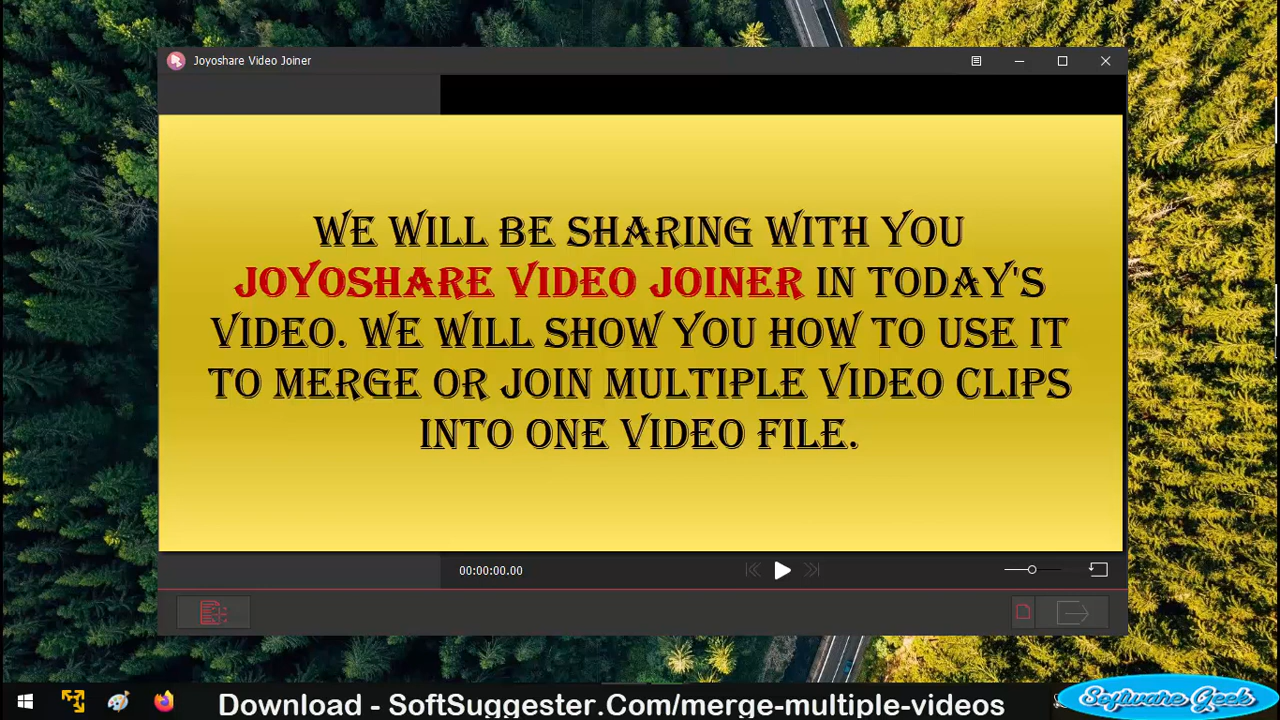 Joyoshare Video Joiner
WE WILL BE SHARING WITH YOU
JOYOSHARE VIDEO JOINER IN TODAY'S
VIDEO. WE WILL SHOW YOU HOW TO USE IT
TO MERGE OR JOIN MULTIPLE VIDEO CLIPS
INTO ONE VIDEO FILE.
00:00:00.00
Download - SoftSuggester.Com/merge-multiple-videos
Software Geek